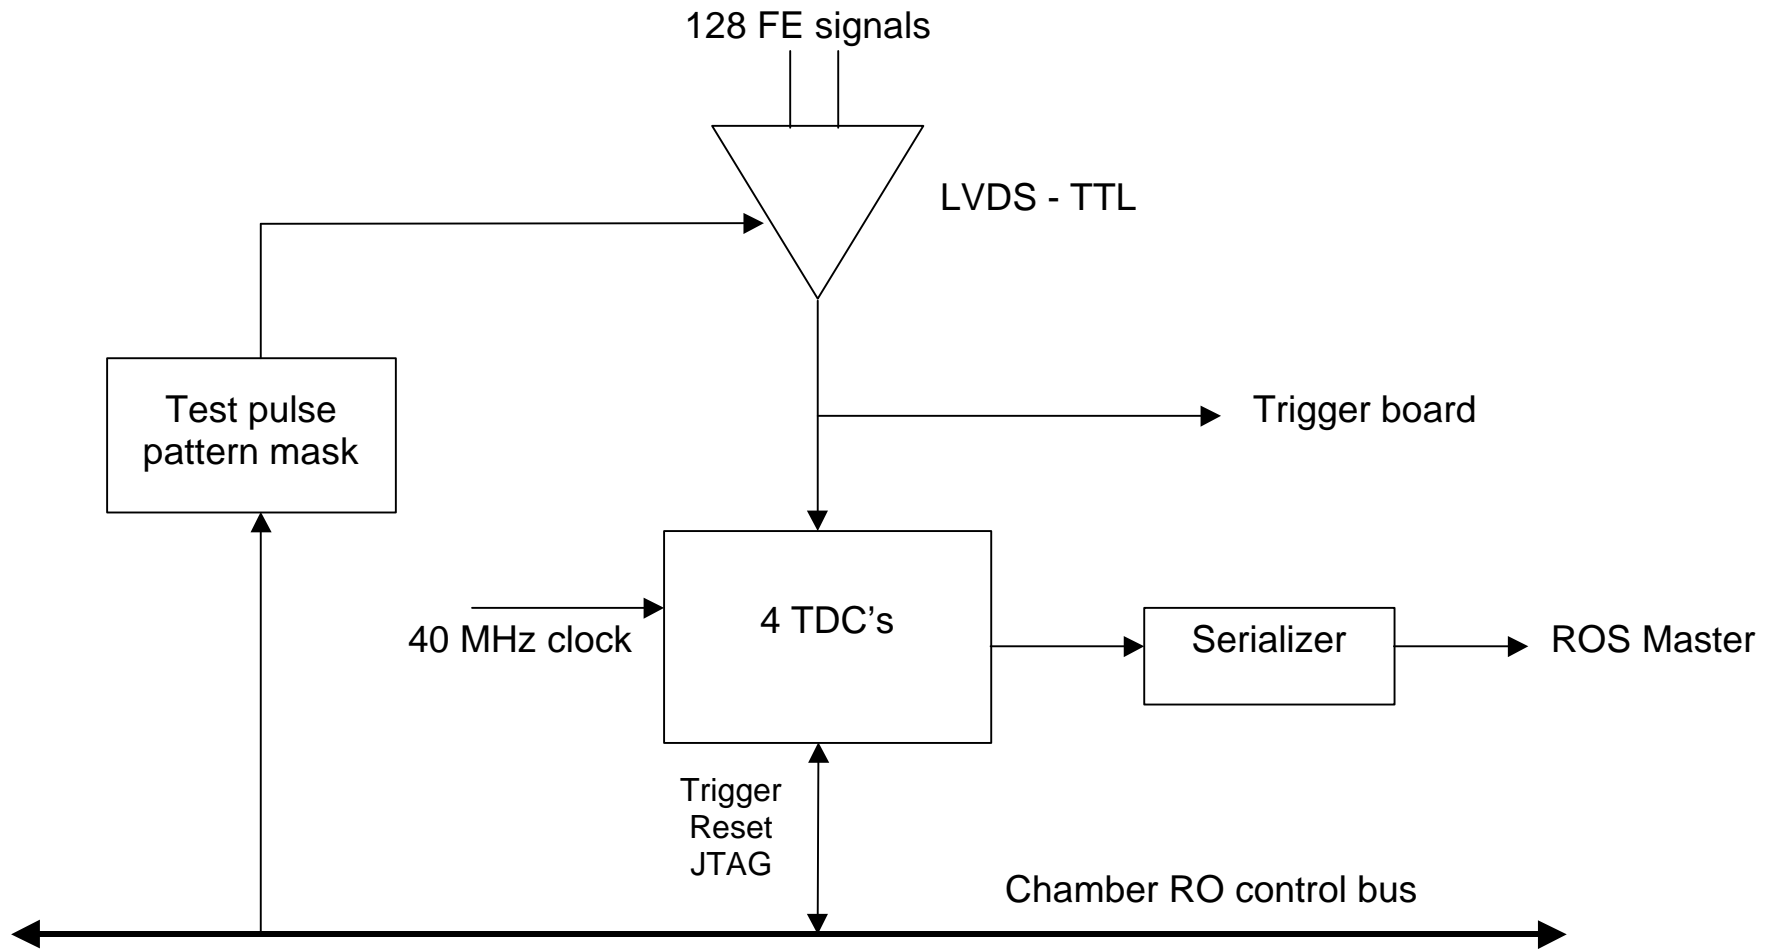 128 FE signals
LVDS - TTL
Test pulse
pattern mask
Trigger board
40 MHz clock
4 TDC’s
Serializer
ROS Master
Trigger
Reset
JTAG
Chamber RO control bus